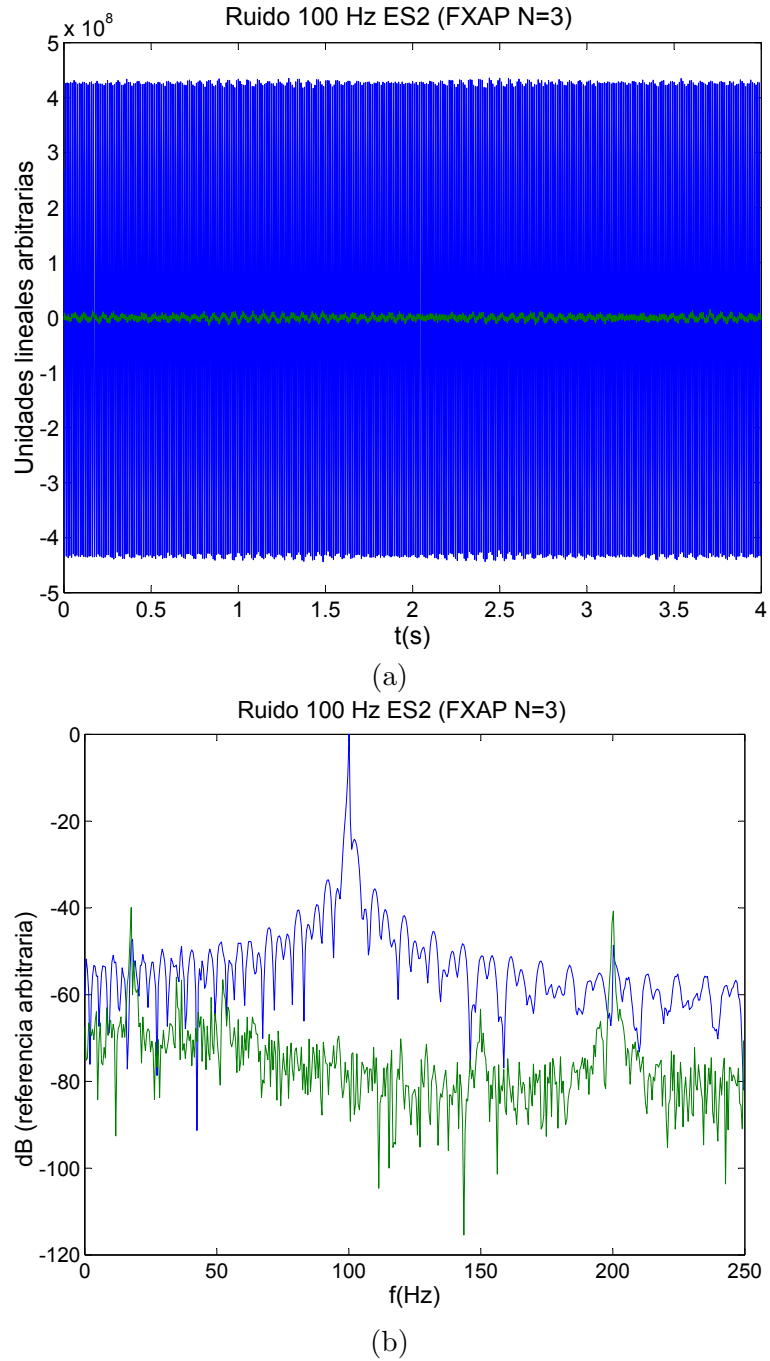 Ruido 100 Hz ES2 (FXAP N=3)
x 10^8
5
4
3
2
1
0
-1
-2
-3
-4
-5
Unidades lineales arbitrarias
0 0.5 1 1.5 2 2.5 3 3.5 4
t(s)
(a)
Ruido 100 Hz ES2 (FXAP N=3)
0
-20
-40
-60
-80
-100
-120
dB (referencia arbitraria)
0 50 100 150 200 250
f(Hz)
(b)